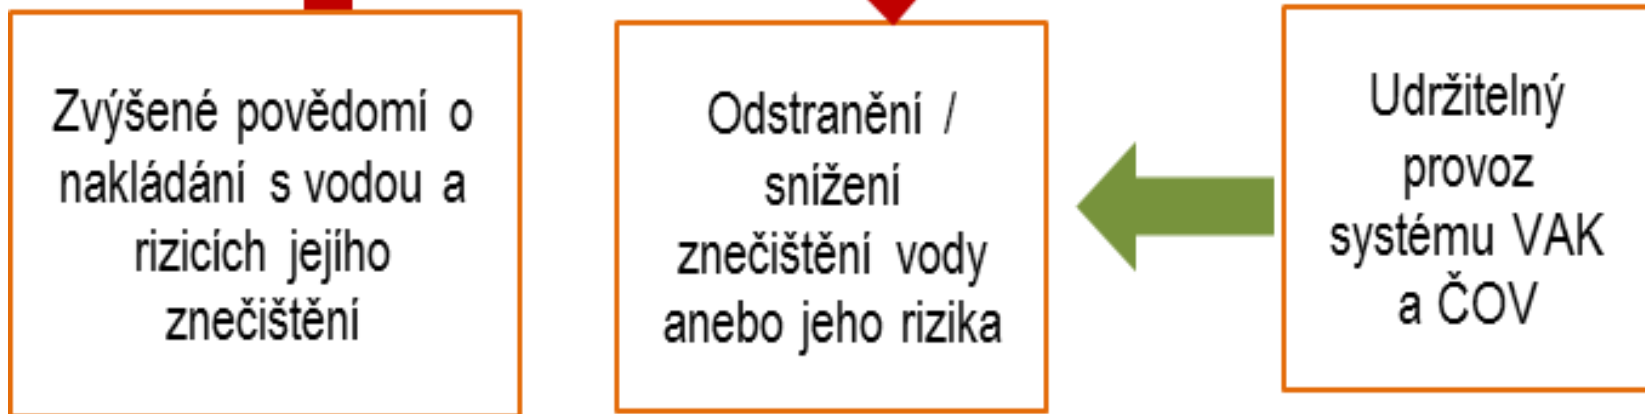 Zvýšené povědomí o
nakládání s vodou a
rizicích jejího
znečištění
Odstranění /
snížení
znečištění vody
anebo jeho rizika
Udržitelný
provoz
systému VAK
a ČOV